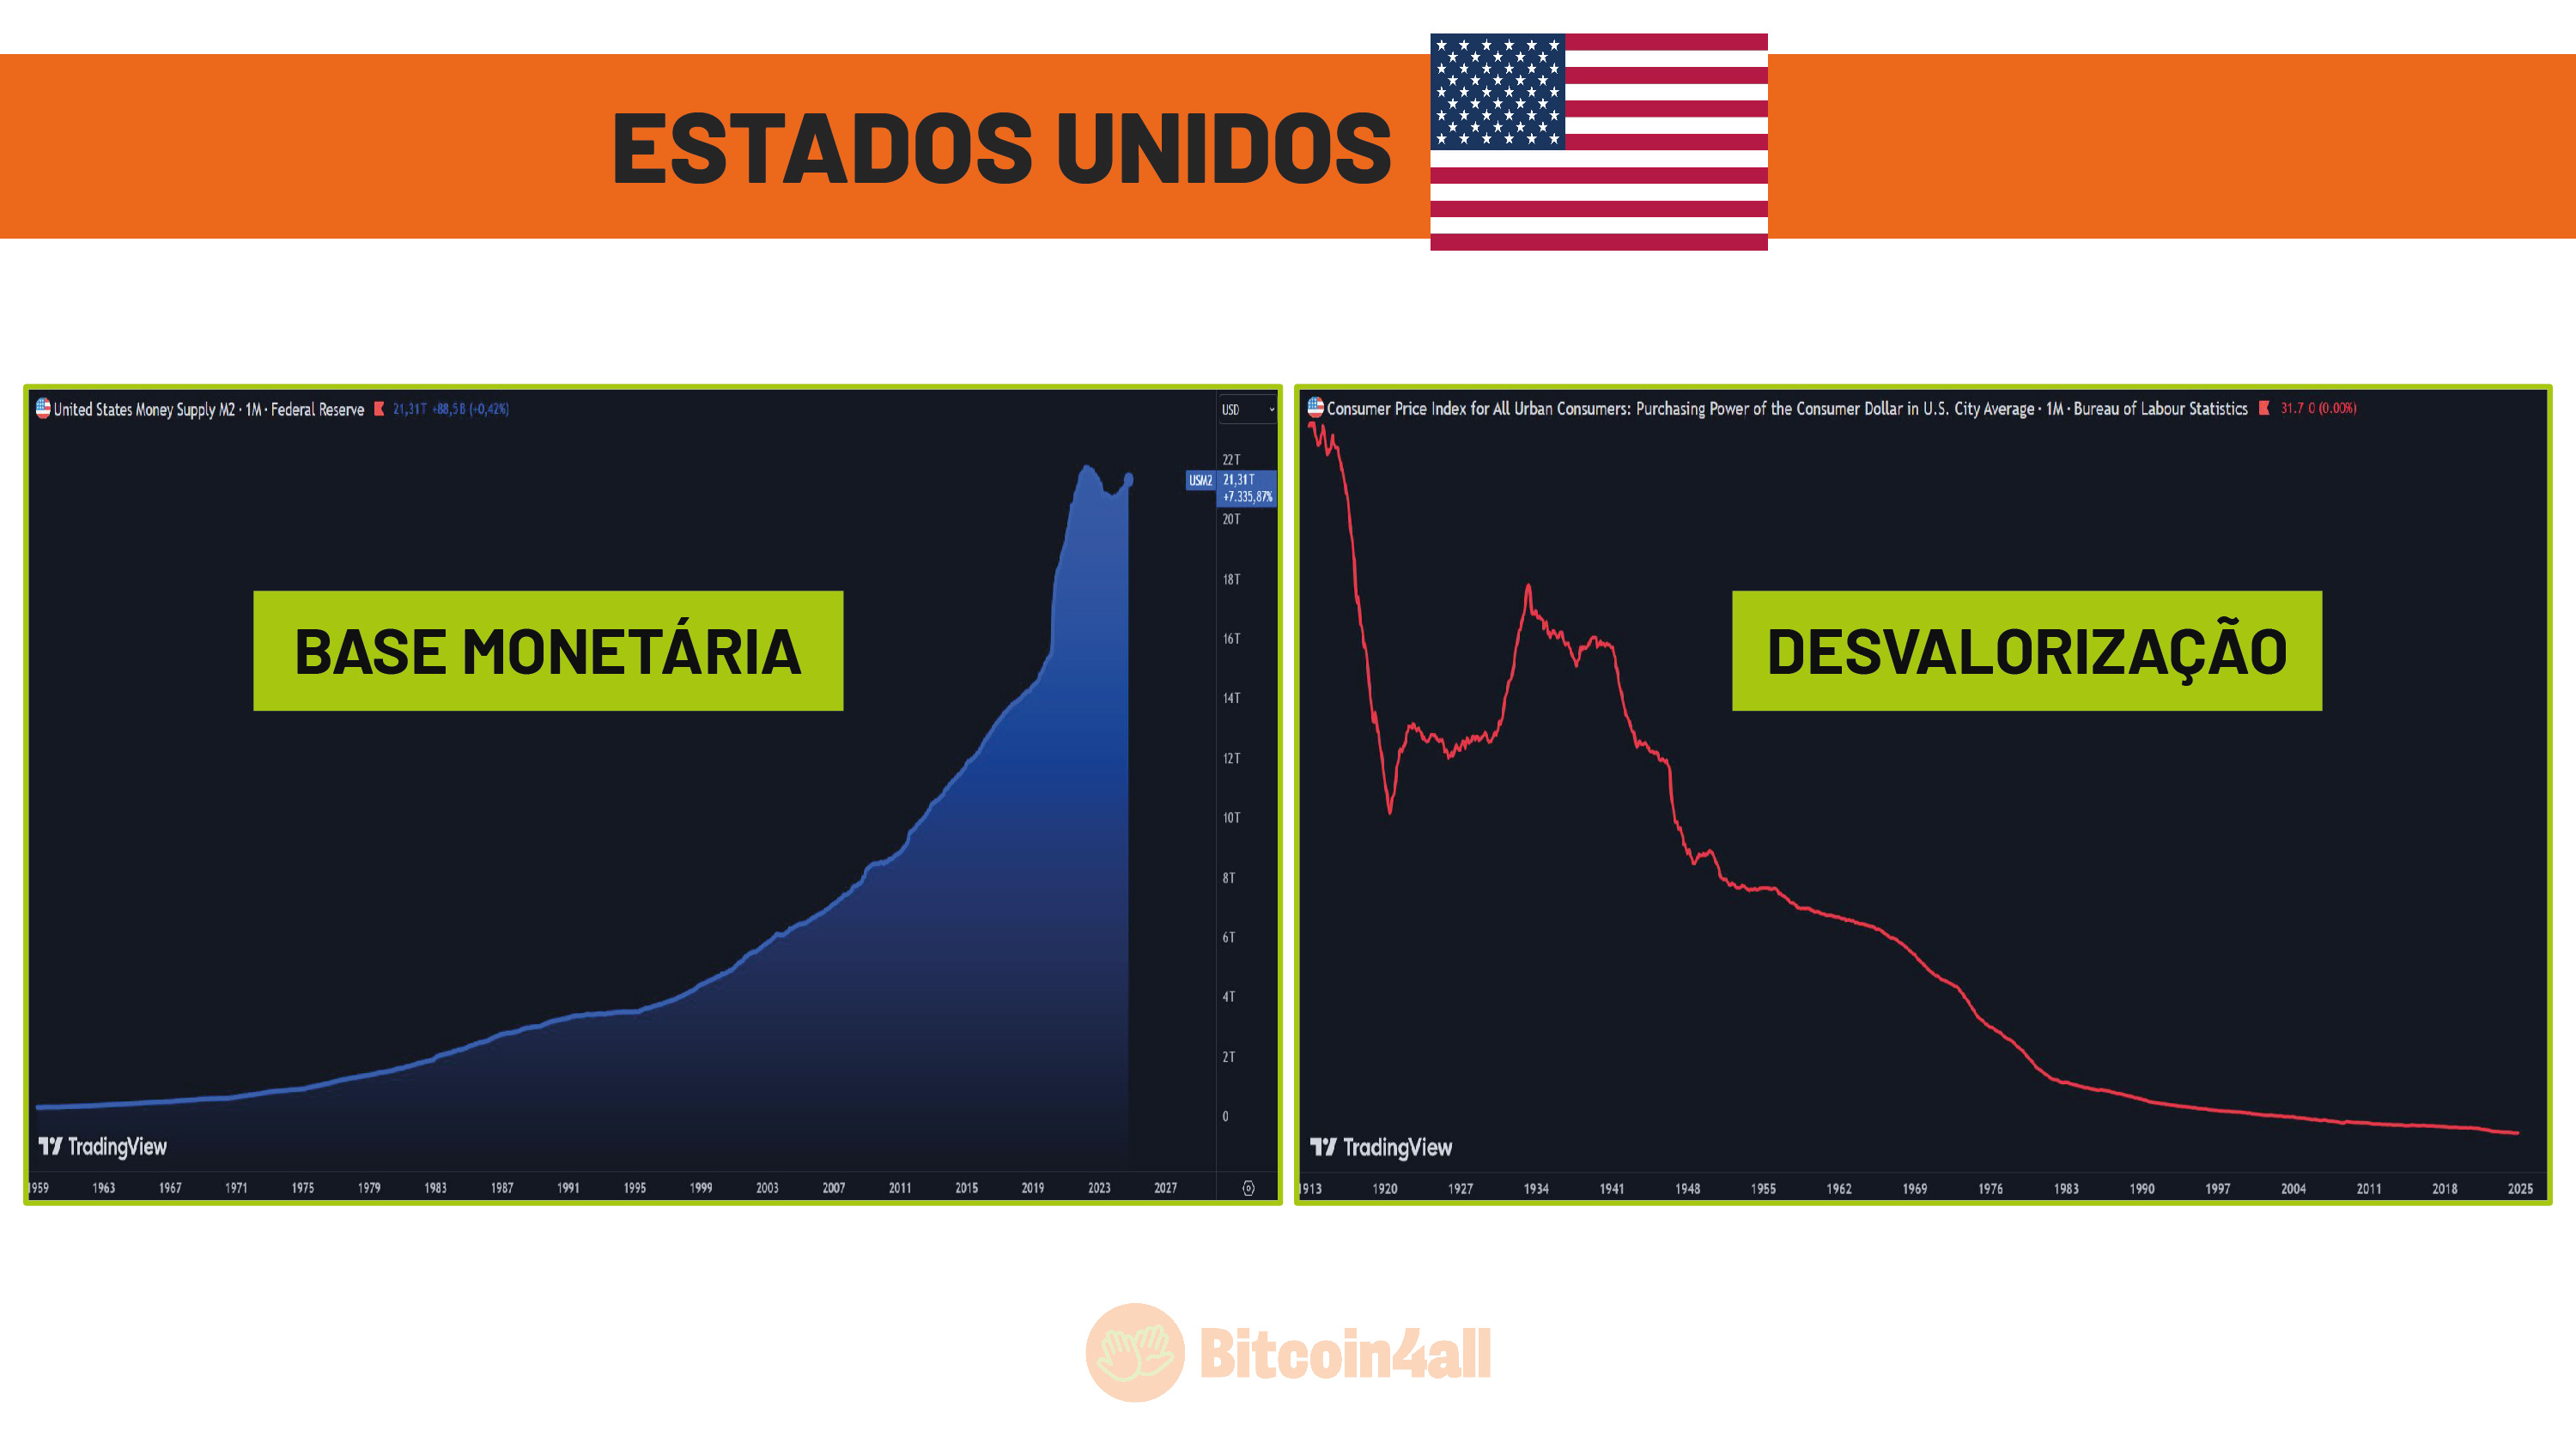 ESTADOS UNIDOS
United States Money Supply M2 · 1M · Federal Reserve 21,31T +88,5B (+0,42%)
USD
22T
USM2 21,31T
+7.335,87%
20T
18T
16T
14T
12T
10T
8T
6T
4T
2T
0
BASE MONETÁRIA
TradingView
1959 1963 1967 1971 1975 1979 1983 1987 1991 1995 1999 2003 2007 2011 2015 2019 2023 2027
Consumer Price Index for All Urban Consumers: Purchasing Power of the Consumer Dollar in U.S. City Average · 1M · Bureau of Labour Statistics 31.7 0 (0.00%)
DESVALORIZAÇÃO
TradingView
1913 1920 1927 1934 1941 1948 1955 1962 1969 1976 1983 1990 1997 2004 2011 2018 2025
Bitcoin4all